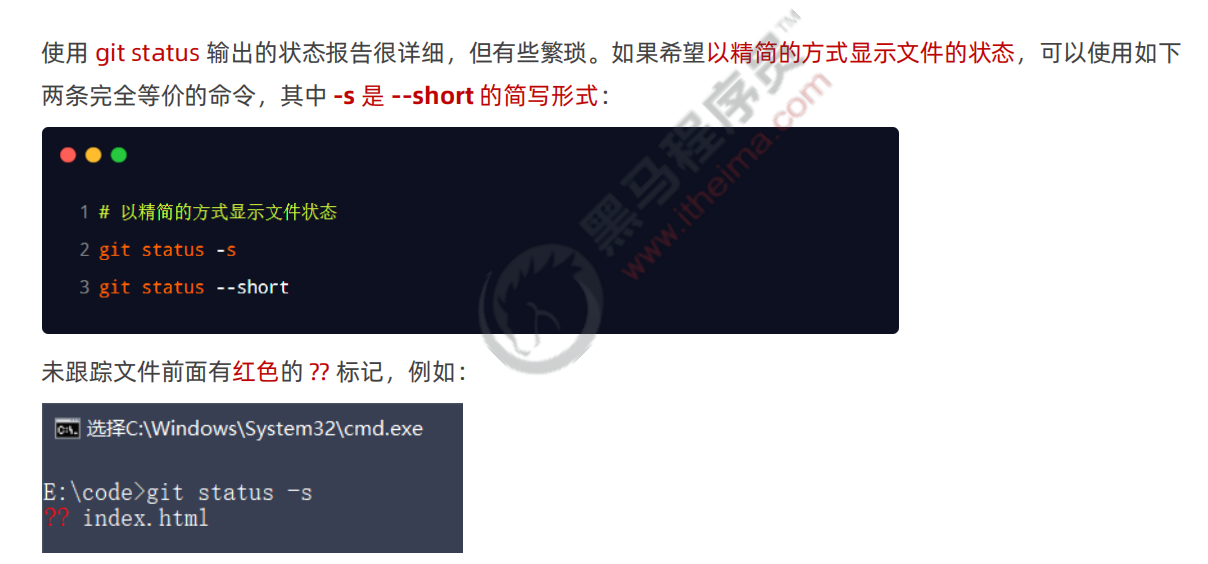 使用 git status 输出的状态报告很详细，但有些繁琐。如果希望以精简的方式显示文件的状态，可以使用如下
两条完全等价的命令，其中 -s 是 --short 的简写形式：
1 # 以精简的方式显示文件状态
2 git status -s
3 git status --short
黑马程序员™
www.itheima.com
未跟踪文件前面有红色的 ?? 标记，例如：
选择C:\Windows\System32\cmd.exe
E:\code>git status -s
?? index.html